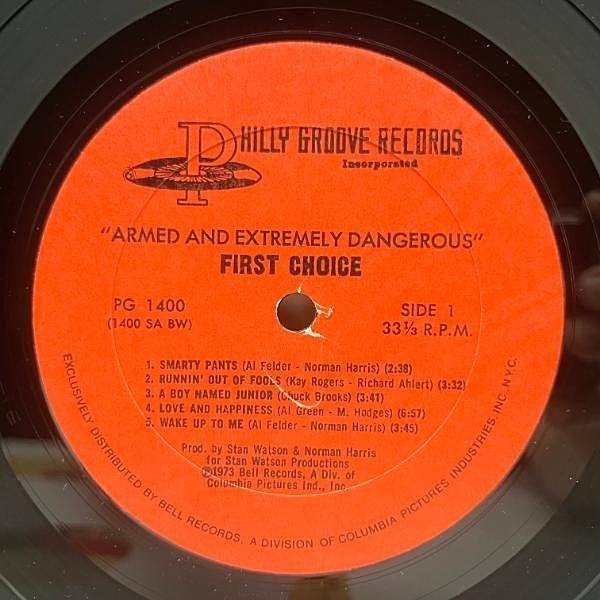 PHILLY GROOVE RECORDS
Incorporated
"ARMED AND EXTREMELY DANGEROUS"
FIRST CHOICE
PG 1400
(1400 SA BW)
SIDE 1
33⅓ R.P.M.
1. SMARTY PANTS (Al Felder - Norman Harris) (2:38)
2. RUNNIN' OUT OF FOOLS (Kay Rogers - Richard Ahlert) (3:32)
3. A BOY NAMED JUNIOR (Chuck Brooks) (3:41)
4. LOVE AND HAPPINESS (Al Green - M. Hodges) (6:57)
5. WAKE UP TO ME (Al Felder - Norman Harris) (3:45)
Prod. by Stan Watson & Norman Harris
for Stan Watson Productions
℗1973 Bell Records, A Div. of
Columbia Pictures Ind., Inc.
EXCLUSIVELY DISTRIBUTED BY BELL RECORDS, A DIVISION OF COLUMBIA PICTURES INDUSTRIES, INC. N.Y.C.